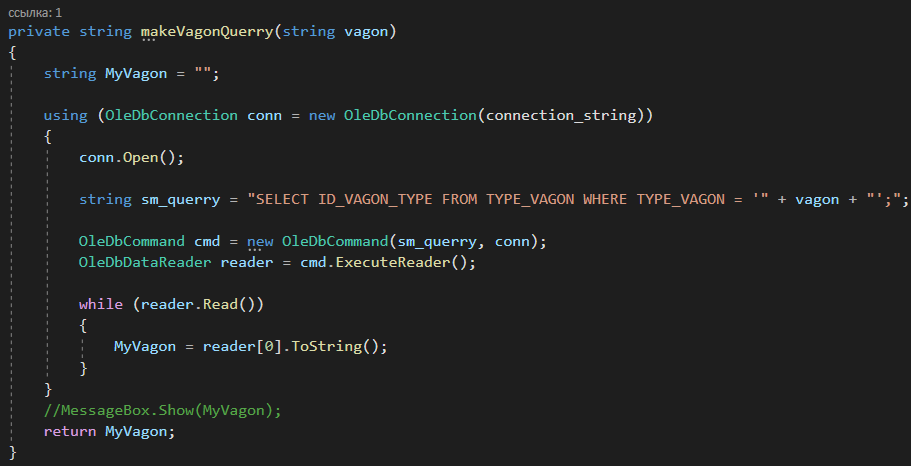 ссылка: 1
private string makeVagonQuerry(string vagon)
{
string MyVagon = "";
using (OleDbConnection conn = new OleDbConnection(connection_string))
{
conn.Open();
string sm_querry = "SELECT ID_VAGON_TYPE FROM TYPE_VAGON WHERE TYPE_VAGON = '" + vagon + "';";
OleDbCommand cmd = new OleDbCommand(sm_querry, conn);
OleDbDataReader reader = cmd.ExecuteReader();
while (reader.Read())
{
MyVagon = reader[0].ToString();
}
}
//MessageBox.Show(MyVagon);
return MyVagon;
}